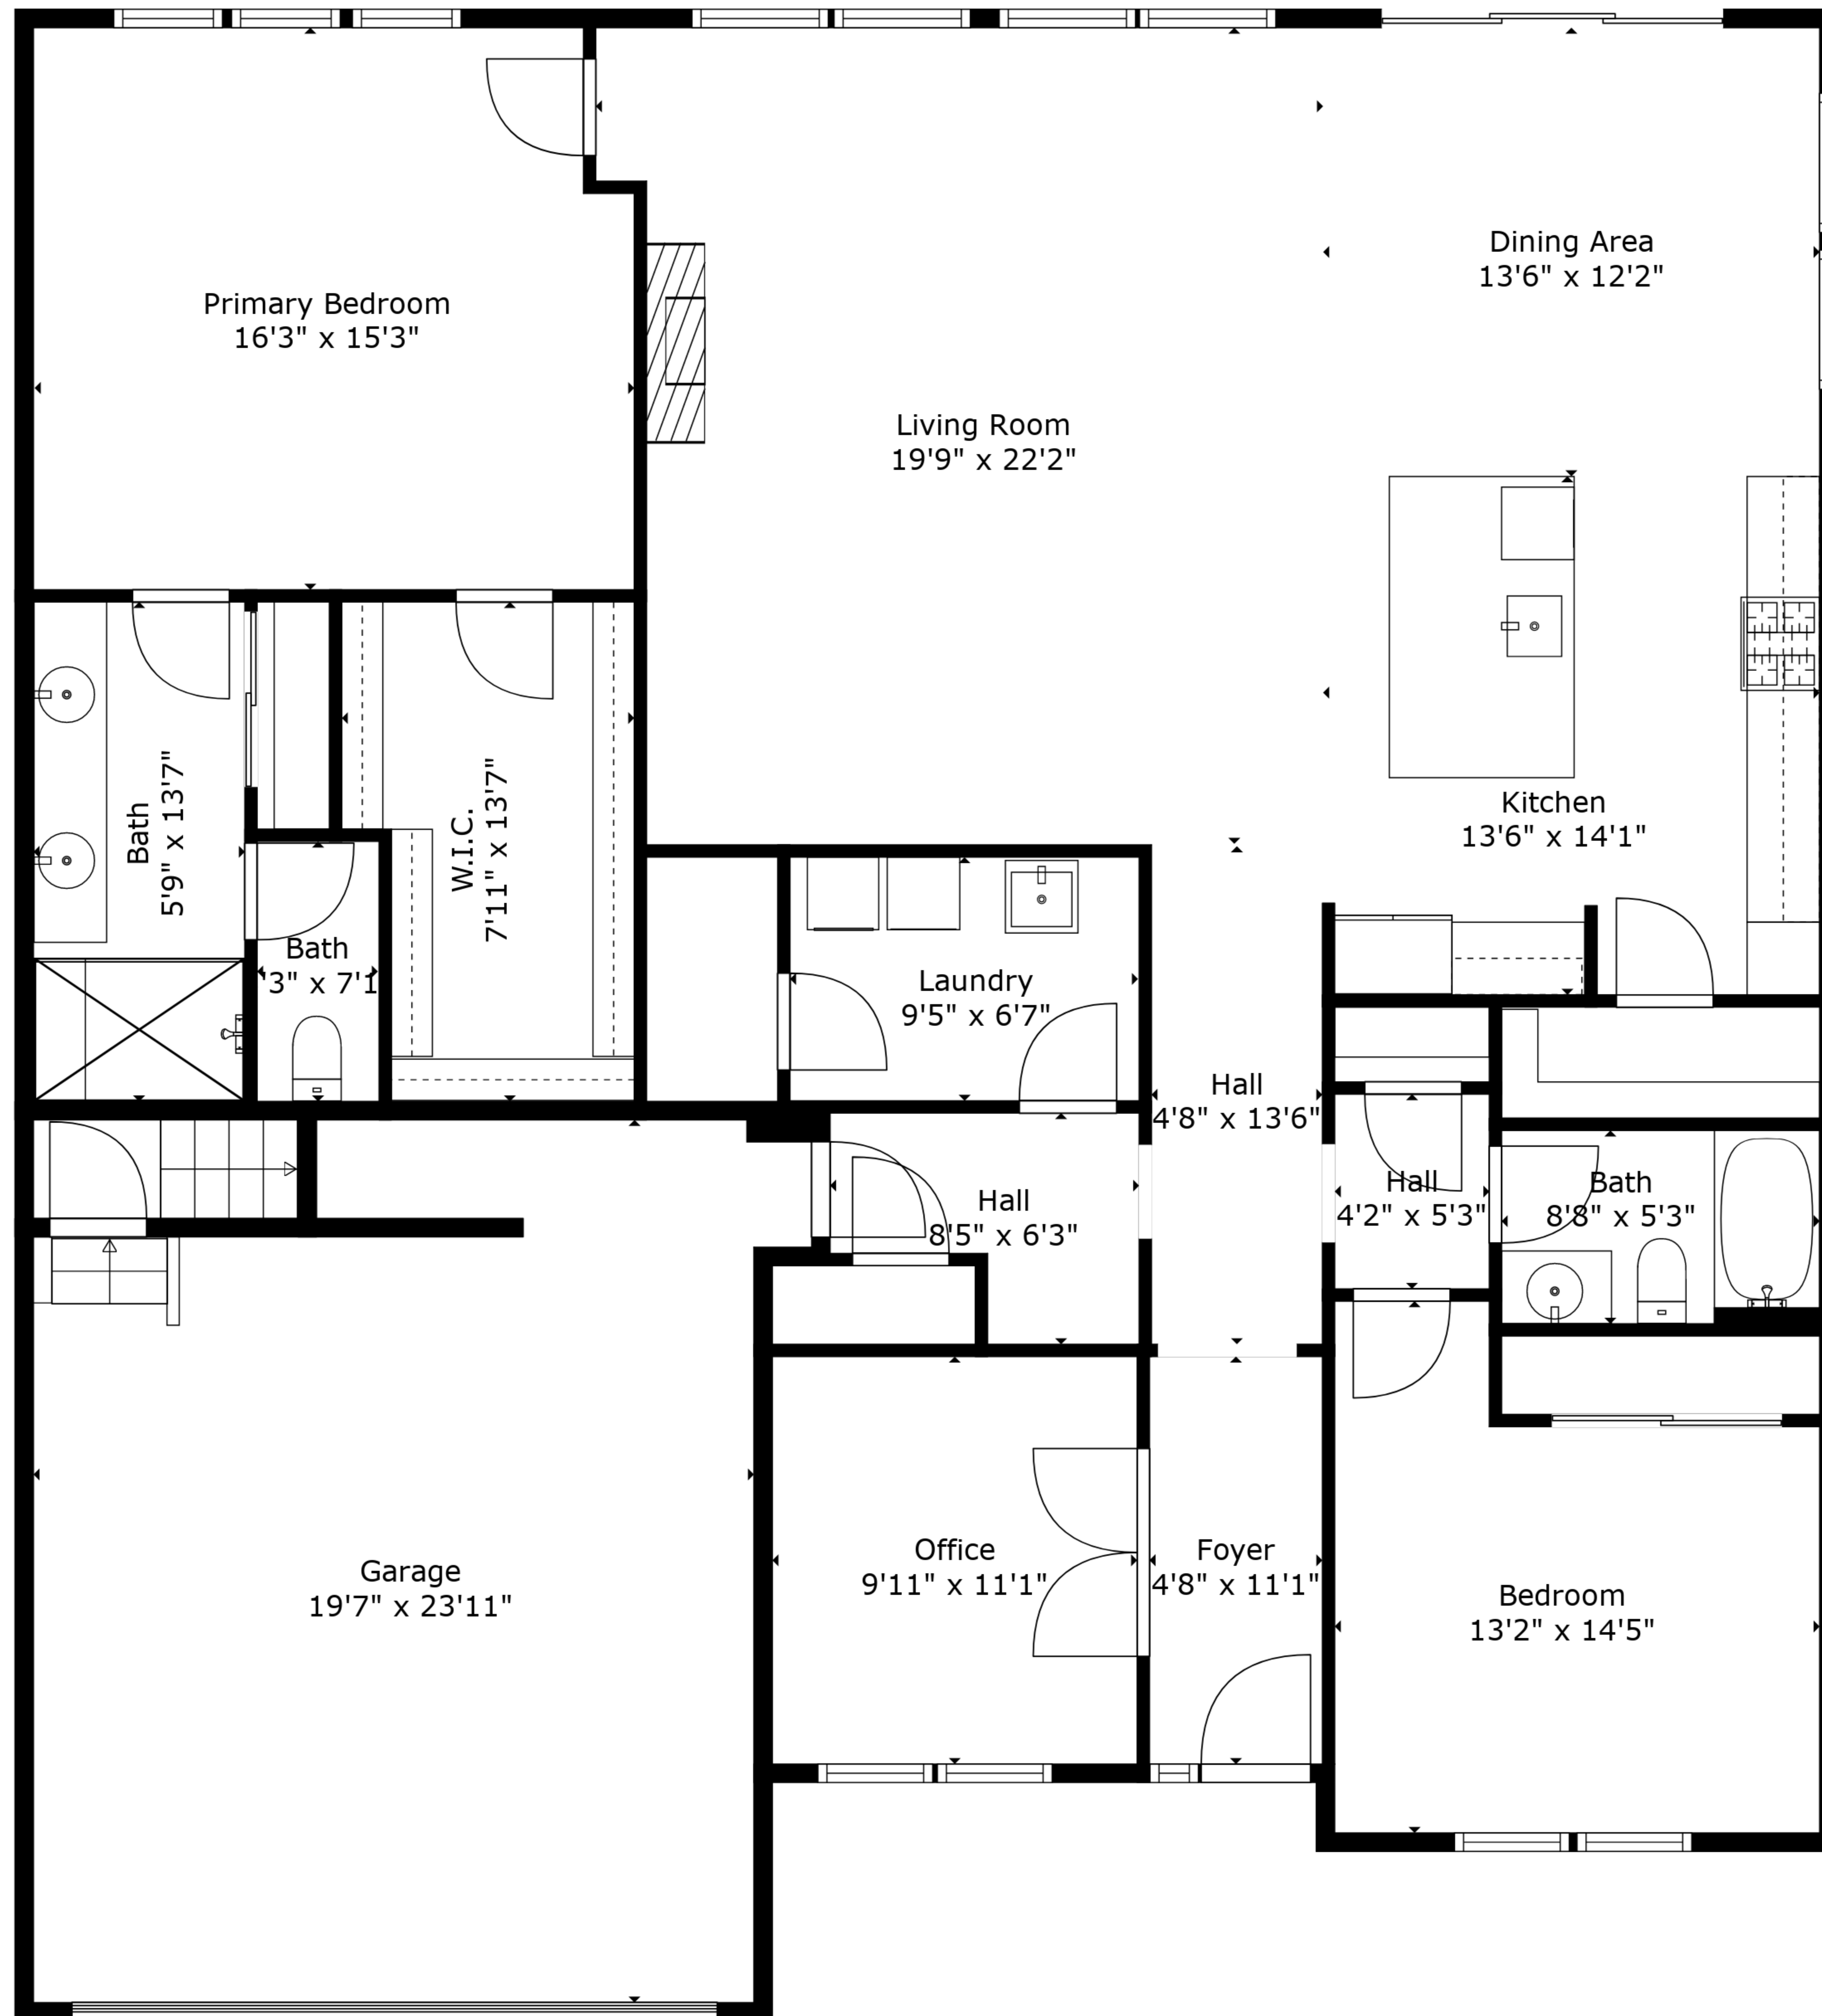 Dining Area
13'6" x 12'2"
Primary Bedroom
16'3" x 15'3"
Living Room
19'9" x 22'2"
Kitchen
13'6" x 14'1"
Bath
5'9" x 13'7"
W.I.C.
7'11" x 13'7"
Bath
'3" x 7'1
Laundry
9'5" x 6'7"
Hall
4'8" x 13'6"
Hall
8'5" x 6'3"
Hall
4'2" x 5'3"
Bath
8'8" x 5'3"
Garage
19'7" x 23'11"
Office
9'11" x 11'1"
Foyer
4'8" x 11'1"
Bedroom
13'2" x 14'5"